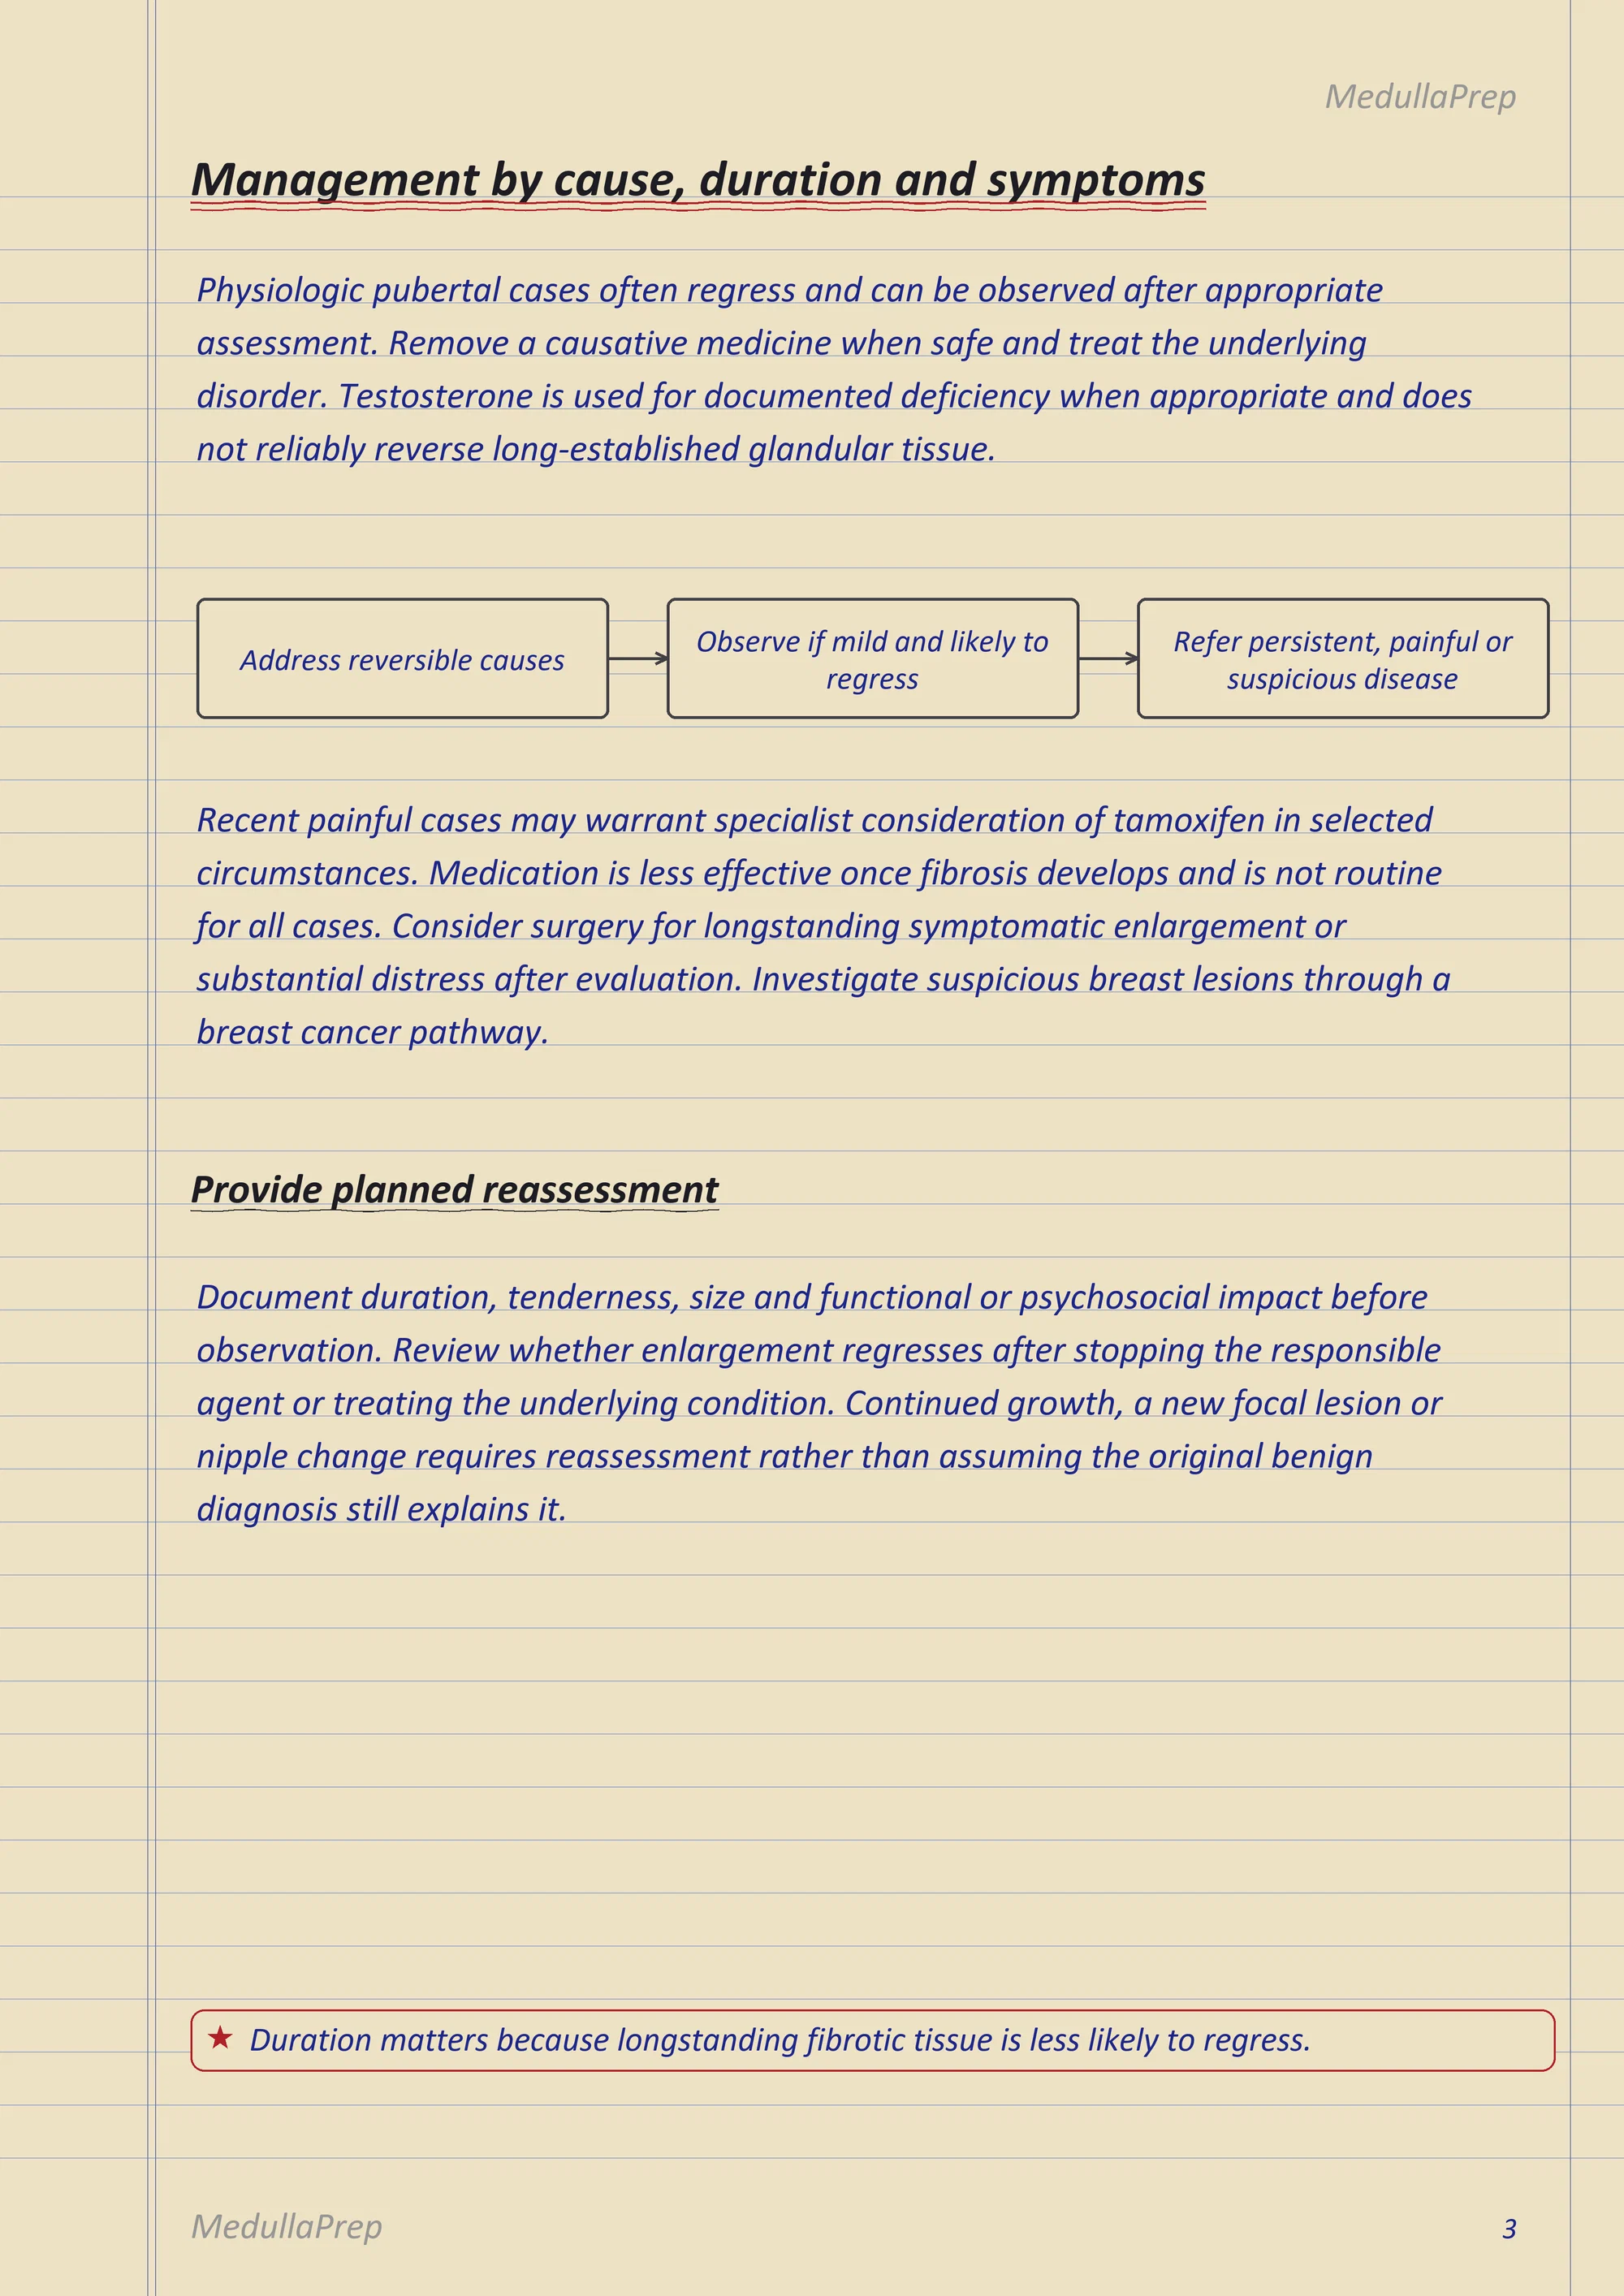 MedullaPrep
Management by cause, duration and symptoms
Physiologic pubertal cases often regress and can be observed after appropriate
assessment. Remove a causative medicine when safe and treat the underlying
disorder. Testosterone is used for documented deficiency when appropriate and does
not reliably reverse long-established glandular tissue.
Address reversible causes
Observe if mild and likely to
regress
Refer persistent, painful or
suspicious disease
Recent painful cases may warrant specialist consideration of tamoxifen in selected
circumstances. Medication is less effective once fibrosis develops and is not routine
for all cases. Consider surgery for longstanding symptomatic enlargement or
substantial distress after evaluation. Investigate suspicious breast lesions through a
breast cancer pathway.
Provide planned reassessment
Document duration, tenderness, size and functional or psychosocial impact before
observation. Review whether enlargement regresses after stopping the responsible
agent or treating the underlying condition. Continued growth, a new focal lesion or
nipple change requires reassessment rather than assuming the original benign
diagnosis still explains it.
★ Duration matters because longstanding fibrotic tissue is less likely to regress.
MedullaPrep
3